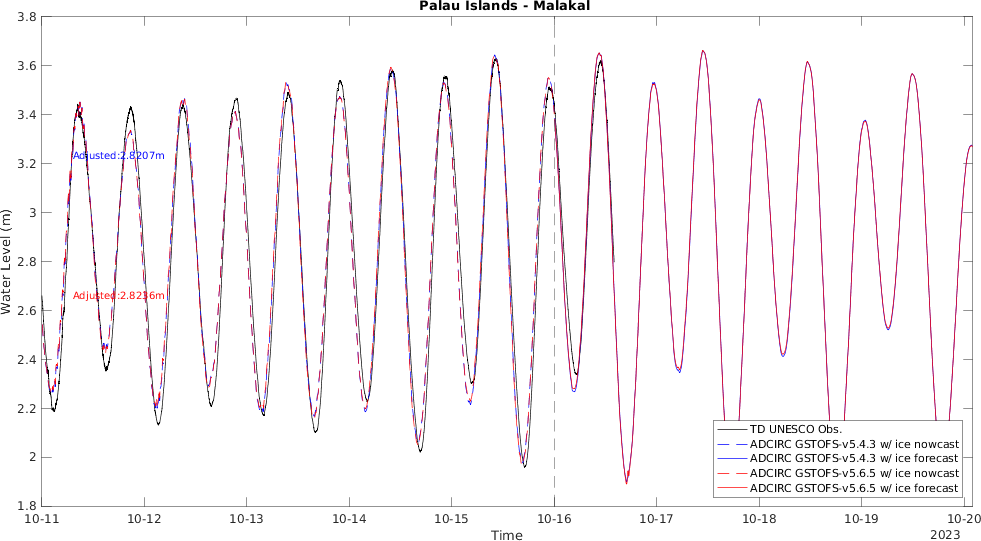 Palau Islands - Malakal
3.8
3.6
3.4
3.2
3
2.8
2.6
2.4
2.2
2
1.8
Water Level (m)
Adjusted:2.8207m
Adjusted:2.8236m
TD UNESCO Obs.
ADCIRC GSTOFS-v5.4.3 w/ ice nowcast
ADCIRC GSTOFS-v5.4.3 w/ ice forecast
ADCIRC GSTOFS-v5.6.5 w/ ice nowcast
ADCIRC GSTOFS-v5.6.5 w/ ice forecast
10-11 10-12 10-13 10-14 10-15 10-16 10-17 10-18 10-19 10-20
Time
2023